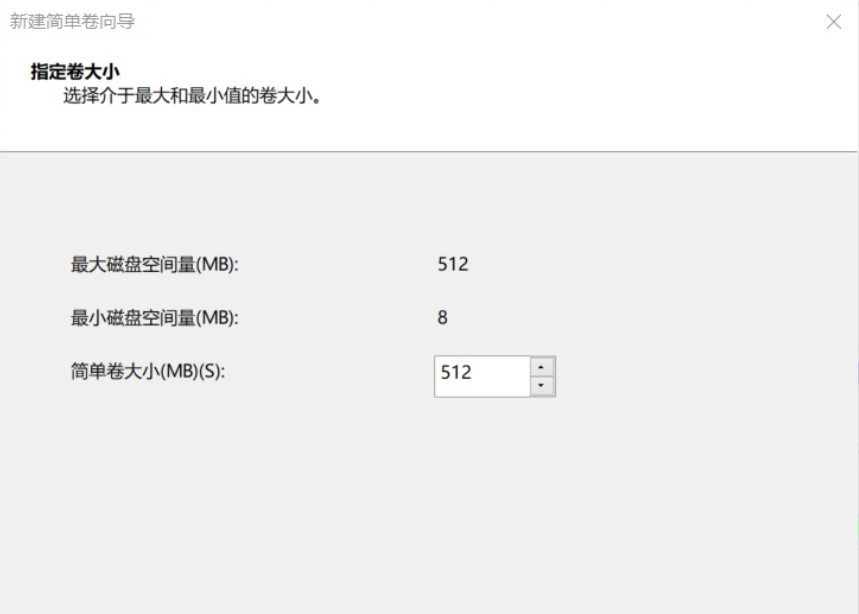 新建简单卷向导
指定卷大小
选择介于最大和最小值的卷大小。
最大磁盘空间量(MB): 512
最小磁盘空间量(MB): 8
简单卷大小(MB)(S): 512